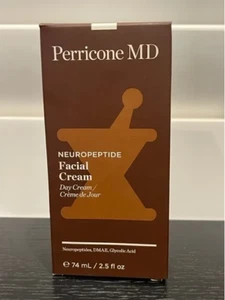 Perricone MD
NEUROPEPTIDE
Facial
Cream
Day Cream /
Crème de Jour
Neuropeptides, DMAE, Glycolic Acid
e 74 mL / 2.5 fl oz